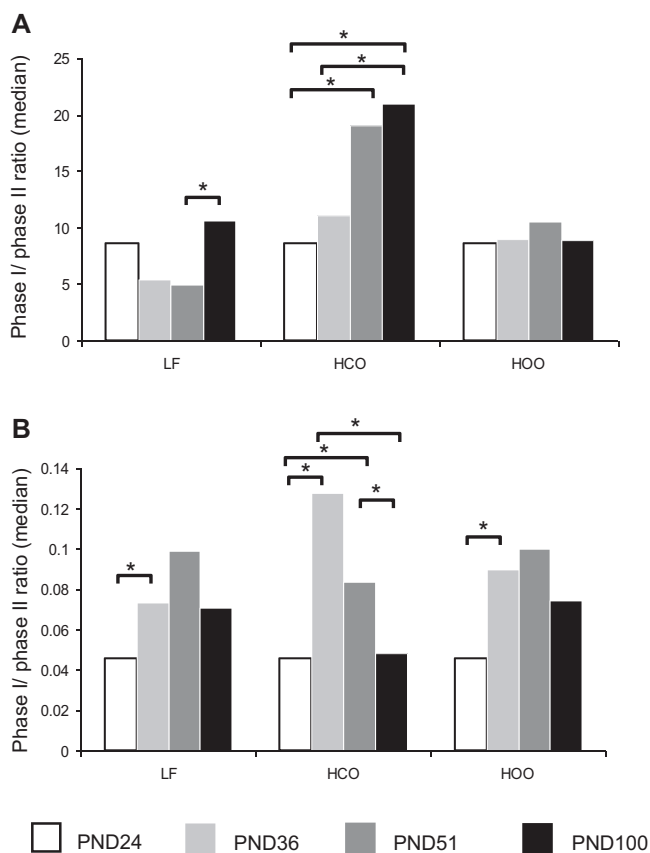 A
Phase I/ phase II ratio (median)
25
20
15
10
5
0
*
*
*
*
LF
HCO
HOO
B
Phase I/ phase II ratio (median)
0.14
0.12
0.1
0.08
0.06
0.04
0.02
0
*
*
*
*
*
*
LF
HCO
HOO
PND24
PND36
PND51
PND100